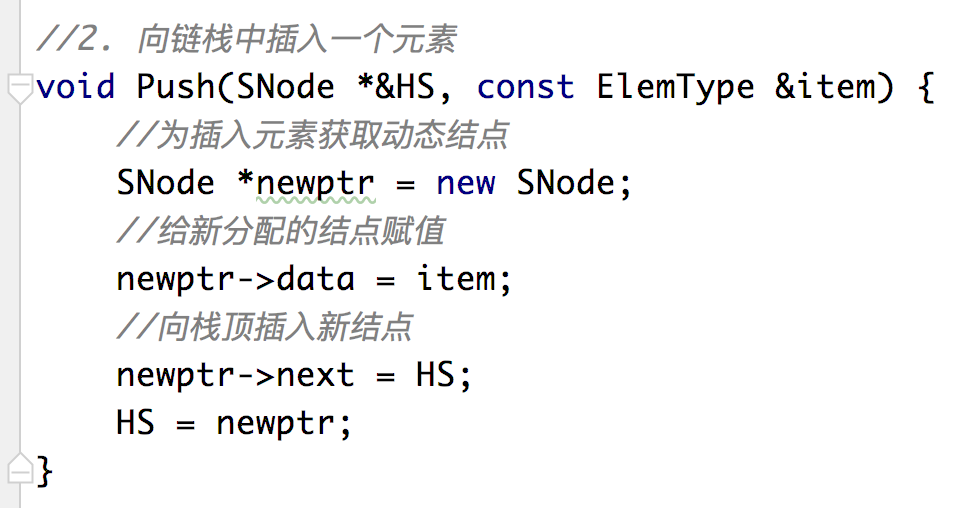 //2. 向链栈中插入一个元素
void Push(SNode *&HS, const ElemType &item) {
    //为插入元素获取动态结点
    SNode *newptr = new SNode;
    //给新分配的结点赋值
    newptr->data = item;
    //向栈顶插入新结点
    newptr->next = HS;
    HS = newptr;
}